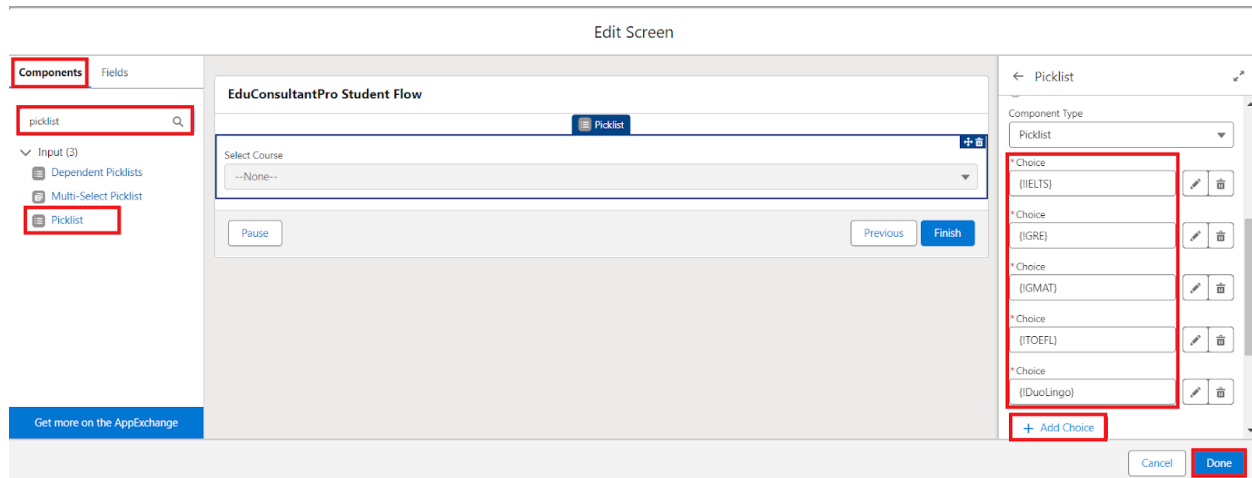 Edit Screen
Components Fields
picklist
Input (3)
Dependent Picklists
Multi-Select Picklist
Picklist
Get more on the AppExchange
EduConsultantPro Student Flow
Picklist
Select Course
--None--
Pause Previous Finish
Picklist
Component Type
Picklist
* Choice
{!IELTS}
* Choice
{!GRE}
* Choice
{!GMAT}
* Choice
{!TOEFL}
* Choice
{!DuoLingo}
+ Add Choice
Cancel Done